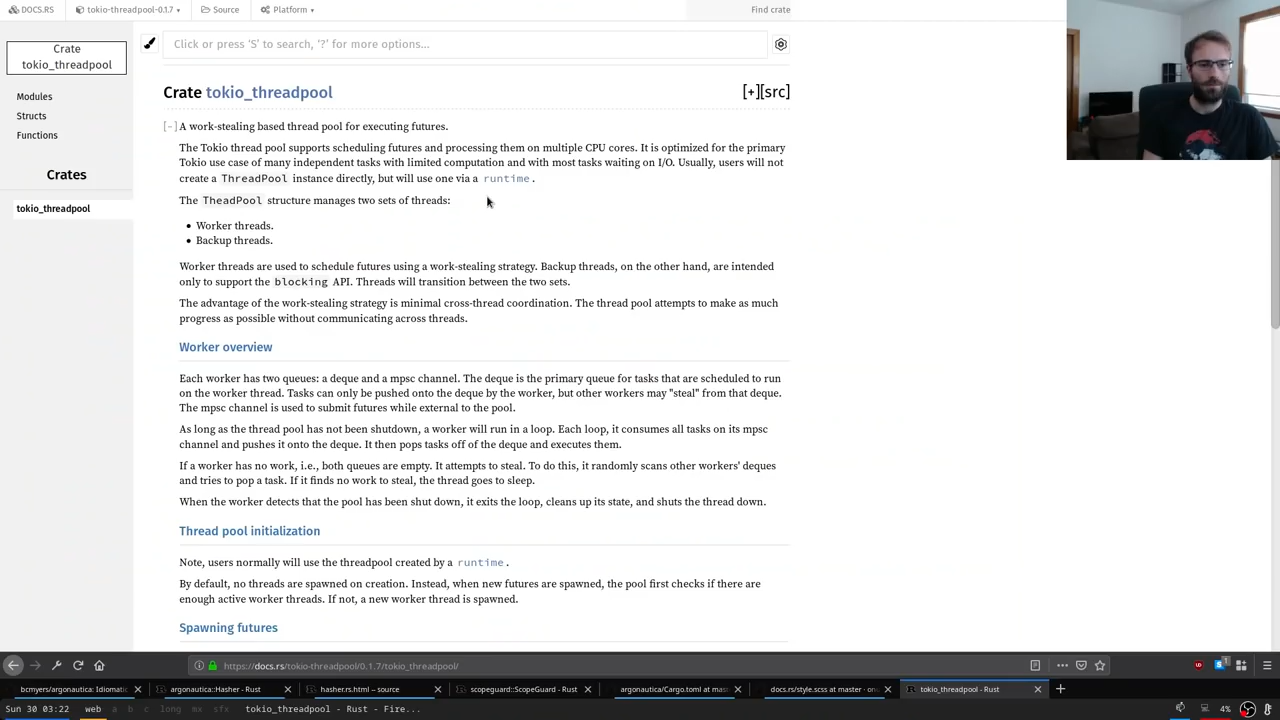 DOCS.RS
tokio-threadpool-0.1.7
Source
Platform
Find crate
Crate
tokio_threadpool
Modules
Structs
Functions
Crates
tokio_threadpool
Click or press ‘S’ to search, ‘?’ for more options…
Crate tokio_threadpool
[+][src]
[-] A work-stealing based thread pool for executing futures.
The Tokio thread pool supports scheduling futures and processing them on multiple CPU cores. It is optimized for the primary
Tokio use case of many independent tasks with limited computation and with most tasks waiting on I/O. Usually, users will not
create a ThreadPool instance directly, but will use one via a runtime.
The TheadPool structure manages two sets of threads:
• Worker threads.
• Backup threads.
Worker threads are used to schedule futures using a work-stealing strategy. Backup threads, on the other hand, are intended
only to support the blocking API. Threads will transition between the two sets.
The advantage of the work-stealing strategy is minimal cross-thread coordination. The thread pool attempts to make as much
progress as possible without communicating across threads.
Worker overview
Each worker has two queues: a deque and a mpsc channel. The deque is the primary queue for tasks that are scheduled to run
on the worker thread. Tasks can only be pushed onto the deque by the worker, but other workers may "steal" from that deque.
The mpsc channel is used to submit futures while external to the pool.
As long as the thread pool has not been shutdown, a worker will run in a loop. Each loop, it consumes all tasks on its mpsc
channel and pushes it onto the deque. It then pops tasks off of the deque and executes them.
If a worker has no work, i.e., both queues are empty. It attempts to steal. To do this, it randomly scans other workers' deques
and tries to pop a task. If it finds no work to steal, the thread goes to sleep.
When the worker detects that the pool has been shut down, it exits the loop, cleans up its state, and shuts the thread down.
Thread pool initialization
Note, users normally will use the threadpool created by a runtime.
By default, no threads are spawned on creation. Instead, when new futures are spawned, the pool first checks if there are
enough active worker threads. If not, a new worker thread is spawned.
Spawning futures
https://docs.rs/tokio-threadpool/0.1.7/tokio_threadpool/
1
bcmyers/argonautica: Idiomatic
argonautica::Hasher - Rust
hasher.rs.html -- source
scopeguard::ScopeGuard - Rust
argonautica/Cargo.toml at mas
docs.rs/style.scss at master · on
tokio_threadpool - Rust
Sun 30 03:22
web a b c long mx sfx
tokio_threadpool - Rust - Fire...
4%